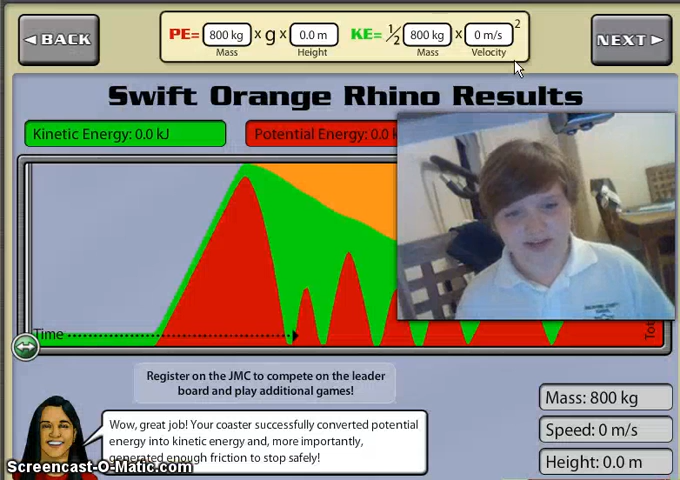 ◄BACK
PE= 800 kg x g x 0.0 m KE= 1/2 800 kg x 0 m/s 2
Mass Height Mass Velocity
NEXT►
Swift Orange Rhino Results
Kinetic Energy: 0.0 kJ
Potential Energy: 0.0
Time
Register on the JMC to compete on the leader
board and play additional games!
Wow, great job! Your coaster successfully converted potential
energy into kinetic energy and, more importantly,
generated enough friction to stop safely!
Mass: 800 kg
Speed: 0 m/s
Height: 0.0 m
Screencast-O-Matic.com